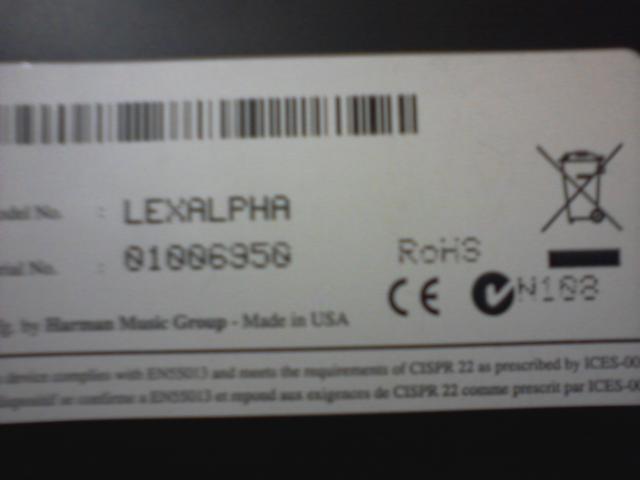 odel No. : LEXALPHA
rial No. : 01006950
RoHS
CE N108
fg. by Harman Music Group - Made in USA
device complies with EN55013 and meets the requirements of CISPR 22 as prescribed by ICES-00
dispositif se conforme a EN55013 et repond aux exigences de CISPR 22 comme prescrit par ICES-00